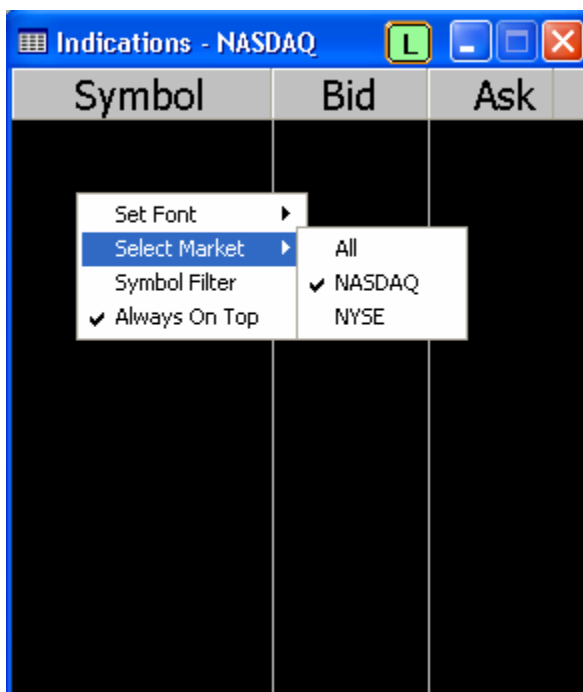 Indications - NASDAQ L
Symbol Bid Ask
Set Font
Select Market All
Symbol Filter NASDAQ
Always On Top NYSE